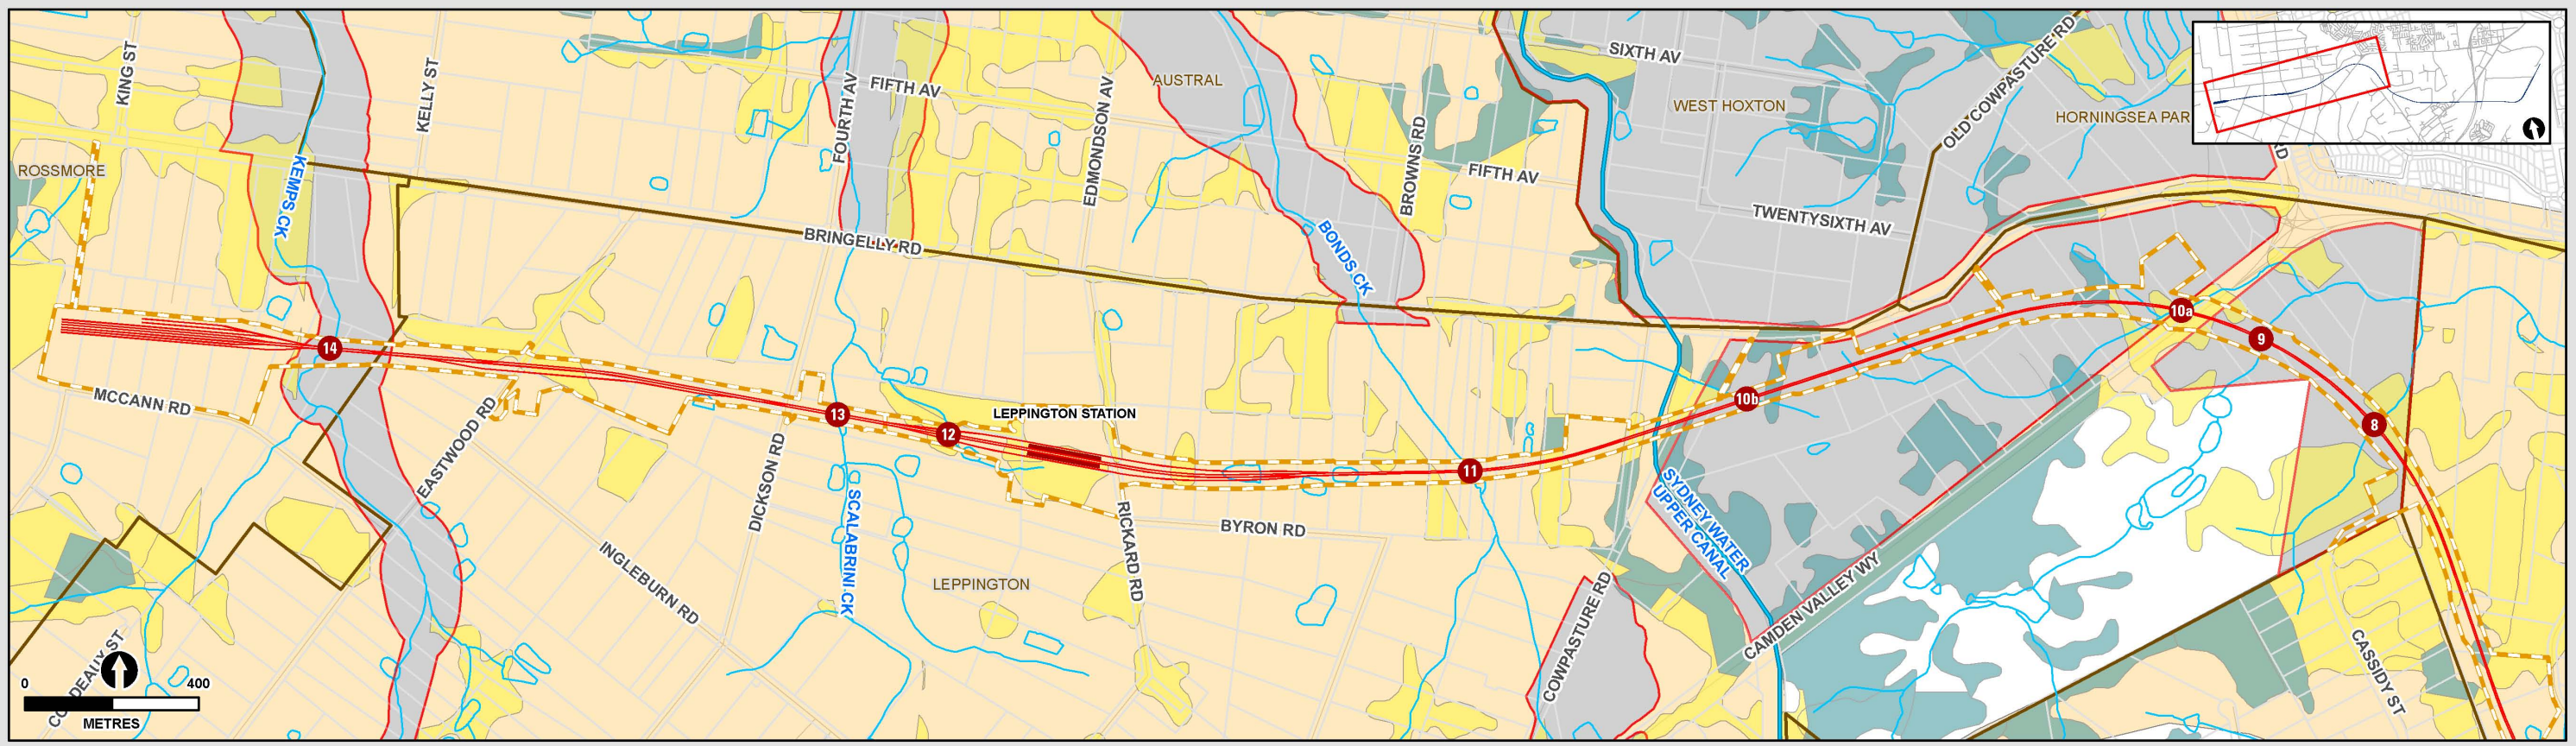 KING ST
KELLY ST
ROSSMORE
KEMPS CK
FOURTH AV
FIFTH AV
EDMONDSON AV
AUSTRAL
BROWNS RD
FIFTH AV
SIXTH AV
WEST HOXTON
TWENTYSIXTH AV
OLD COWPASTURE RD
HORNINGSEA PAR
RD
BRINGELLY RD
BONDS CK
14
13
12
11
10b
10a
9
8
MCCANN RD
EASTWOOD RD
DICKSON RD
LEPPINGTON STATION
SCALABRINI CK
INGLEBURN RD
LEPPINGTON
RICKARD RD
BYRON RD
SYDNEY WATER
UPPER CANAL
COWPASTURE RD
CAMDEN VALLEY WY
CASSIDY ST
0 400
METRES